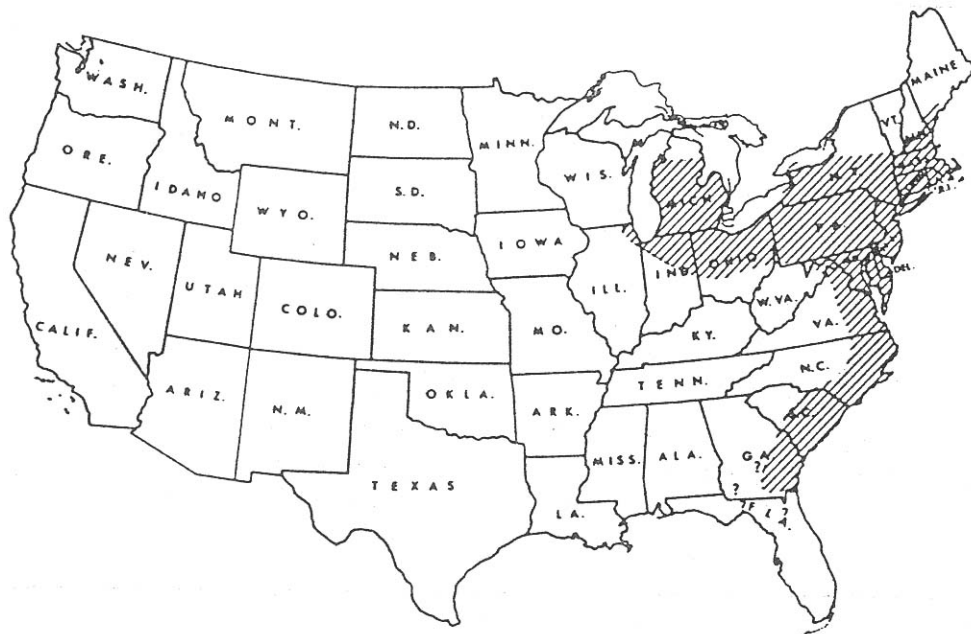 WASH.
MONT.
N.D.
MINN.
MAINE
VT.
ORE.
IDAHO
S.D.
WIS.
MICH
N.Y.
R.I.
WYO.
IOWA
PA.
NEV.
NEB.
IND.
OHIO
DEL.
UTAH
COLO.
ILL.
W.VA.
CALIF.
KAN.
MO.
KY.
VA.
ARIZ.
N.M.
OKLA.
TENN.
N.C.
ARK.
S.C.
MISS.
ALA.
GA
?
?
TEXAS
LA.
?
FLA.
?